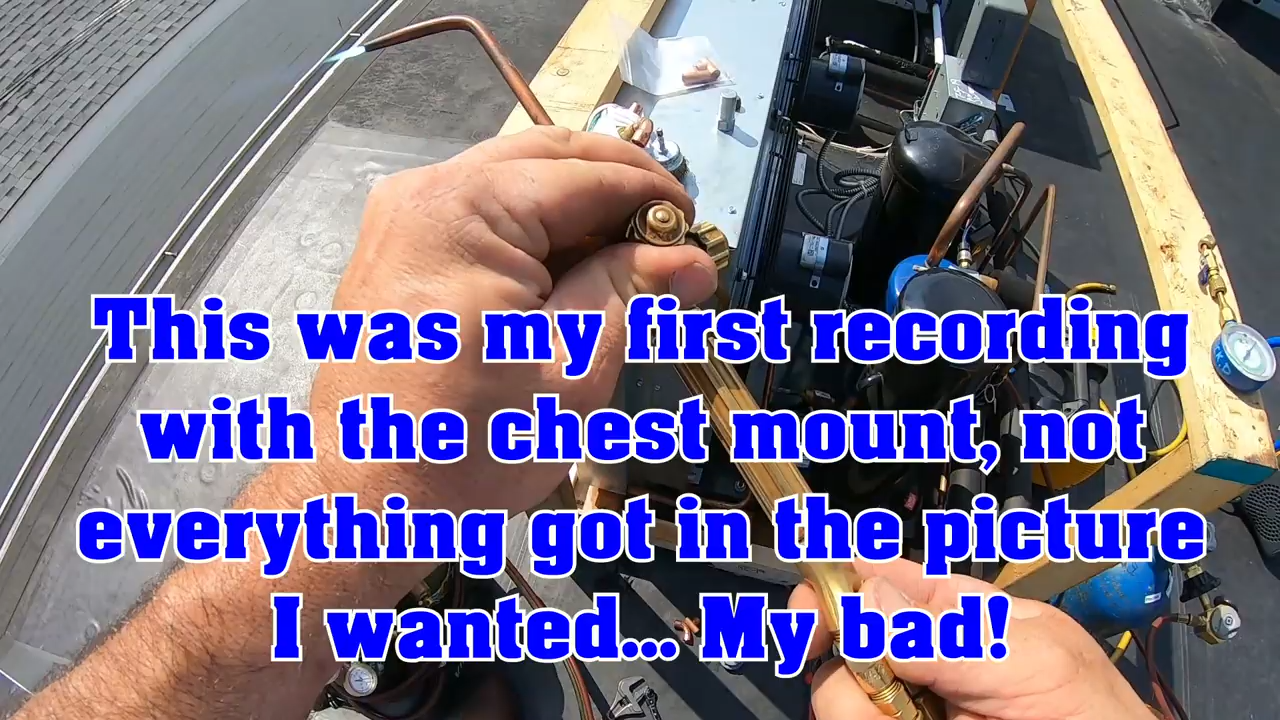 This was my first recording
with the chest mount, not
everything got in the picture
I wanted... My bad!